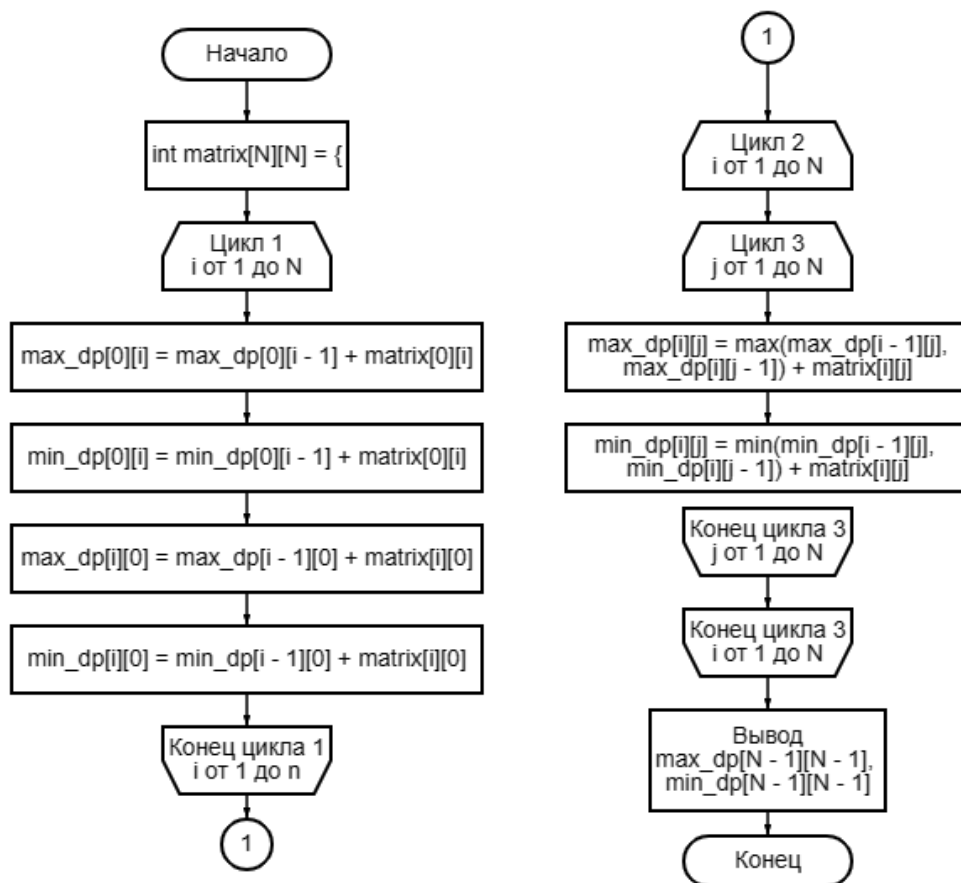 Начало
int matrix[N][N] = {
Цикл 1
i от 1 до N
max_dp[0][i] = max_dp[0][i - 1] + matrix[0][i]
min_dp[0][i] = min_dp[0][i - 1] + matrix[0][i]
max_dp[i][0] = max_dp[i - 1][0] + matrix[i][0]
min_dp[i][0] = min_dp[i - 1][0] + matrix[i][0]
Конец цикла 1
i от 1 до n
1
1
Цикл 2
i от 1 до N
Цикл 3
j от 1 до N
max_dp[i][j] = max(max_dp[i - 1][j],
max_dp[i][j - 1]) + matrix[i][j]
min_dp[i][j] = min(min_dp[i - 1][j],
min_dp[i][j - 1]) + matrix[i][j]
Конец цикла 3
j от 1 до N
Конец цикла 3
i от 1 до N
Вывод
max_dp[N - 1][N - 1],
min_dp[N - 1][N - 1]
Конец